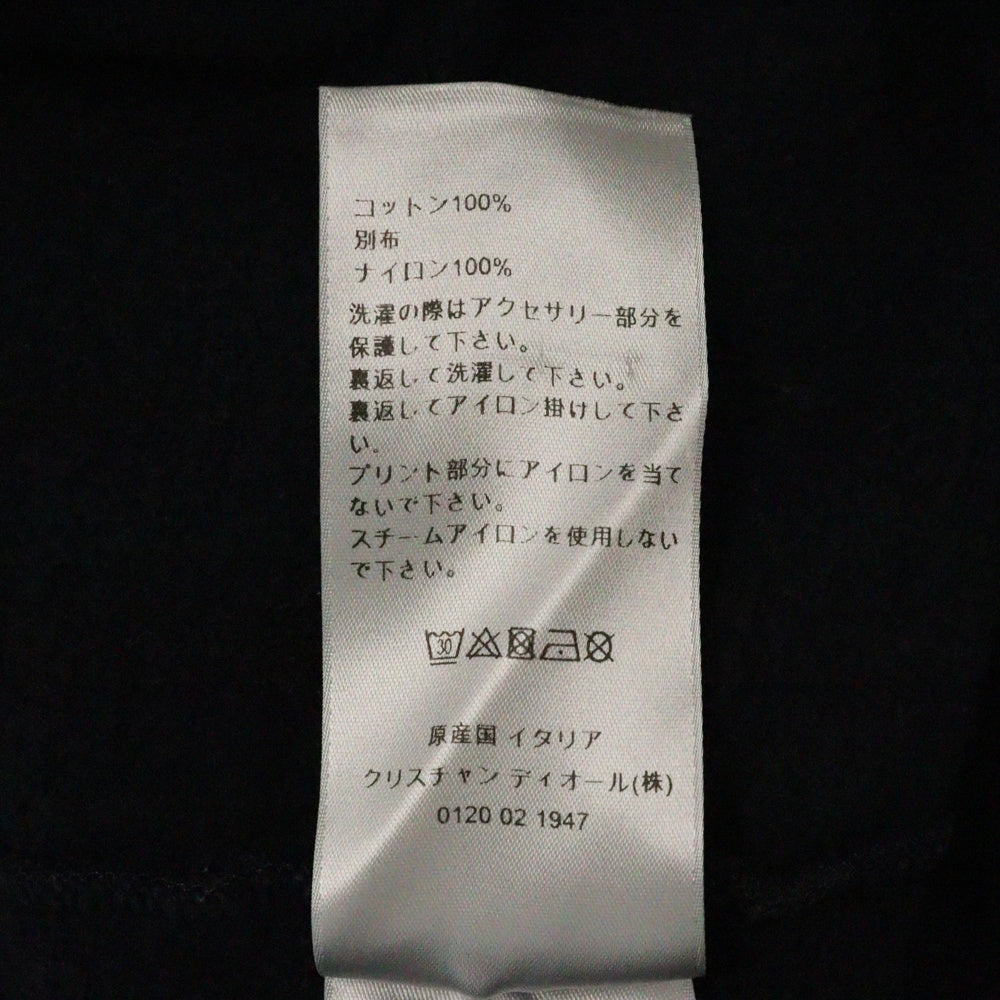 コットン100%
別布
ナイロン100%
洗濯の際はアクセサリー部分を
保護して下さい。
裏返して洗濯して下さい。
裏返してアイロン掛けして下さ
い。
プリント部分にアイロンを当て
ないで下さい。
スチームアイロンを使用しない
で下さい。
30
原産国 イタリア
クリスチャン ディオール(株)
0120 02 1947